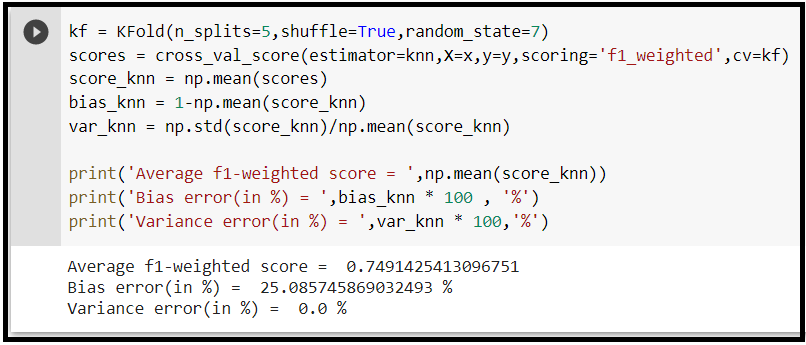 kf = KFold(n_splits=5,shuffle=True,random_state=7)
scores = cross_val_score(estimator=knn,X=x,y=y,scoring='f1_weighted',cv=kf)
score_knn = np.mean(scores)
bias_knn = 1-np.mean(score_knn)
var_knn = np.std(score_knn)/np.mean(score_knn)
print('Average f1-weighted score = ',np.mean(score_knn))
print('Bias error(in %) = ',bias_knn * 100 , '%')
print('Variance error(in %) = ',var_knn * 100,'%')
Average f1-weighted score =  0.7491425413096751
Bias error(in %) =  25.085745869032493 %
Variance error(in %) =  0.0 %